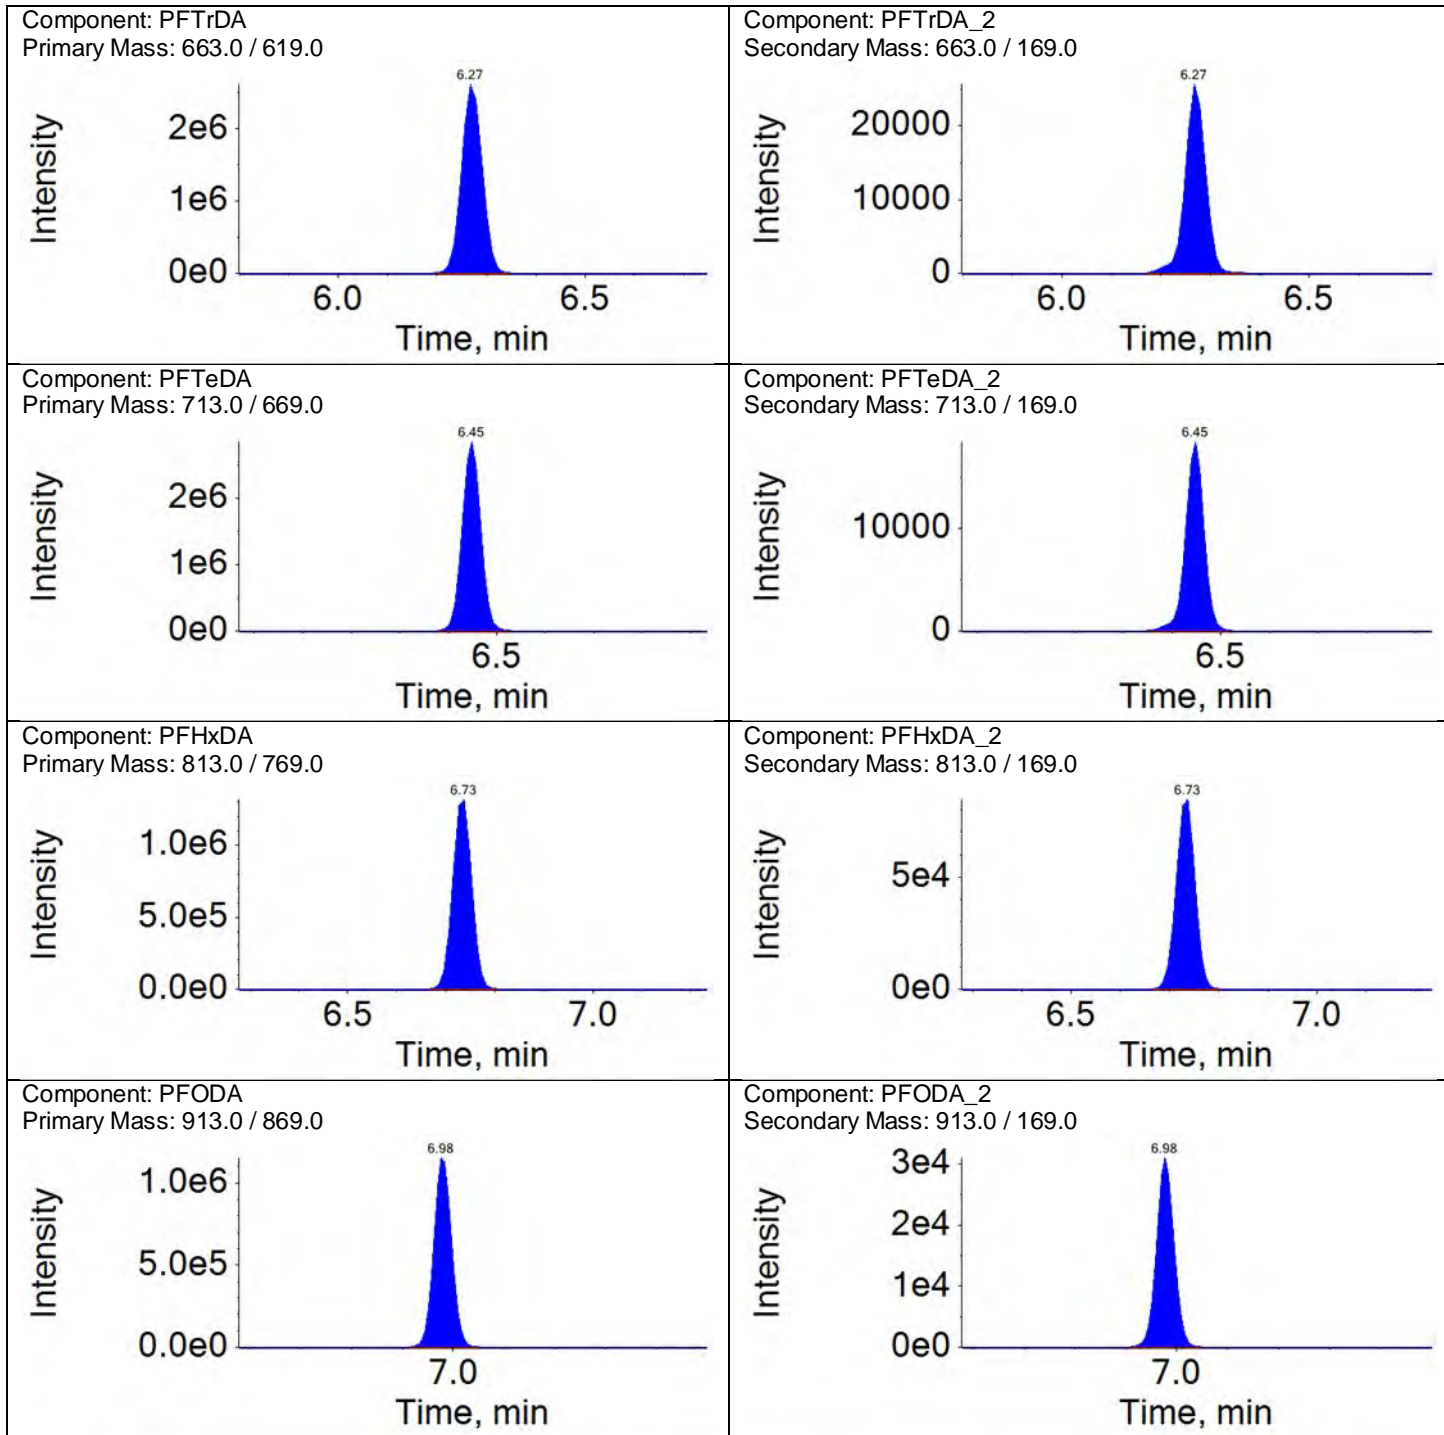 Component: PFTrDA
Primary Mass: 663.0 / 619.0
6.27
Intensity
2e6
1e6
0e0
6.0 6.5
Time, min
Component: PFTrDA_2
Secondary Mass: 663.0 / 169.0
6.27
Intensity
20000
10000
0
6.0 6.5
Time, min
Component: PFTeDA
Primary Mass: 713.0 / 669.0
6.45
Intensity
2e6
1e6
0e0
6.5
Time, min
Component: PFTeDA_2
Secondary Mass: 713.0 / 169.0
6.45
Intensity
10000
0
6.5
Time, min
Component: PFHxDA
Primary Mass: 813.0 / 769.0
6.73
Intensity
1.0e6
5.0e5
0.0e0
6.5 7.0
Time, min
Component: PFHxDA_2
Secondary Mass: 813.0 / 169.0
6.73
Intensity
5e4
0e0
6.5 7.0
Time, min
Component: PFODA
Primary Mass: 913.0 / 869.0
6.98
Intensity
1.0e6
5.0e5
0.0e0
7.0
Time, min
Component: PFODA_2
Secondary Mass: 913.0 / 169.0
6.98
Intensity
3e4
2e4
1e4
0e0
7.0
Time, min